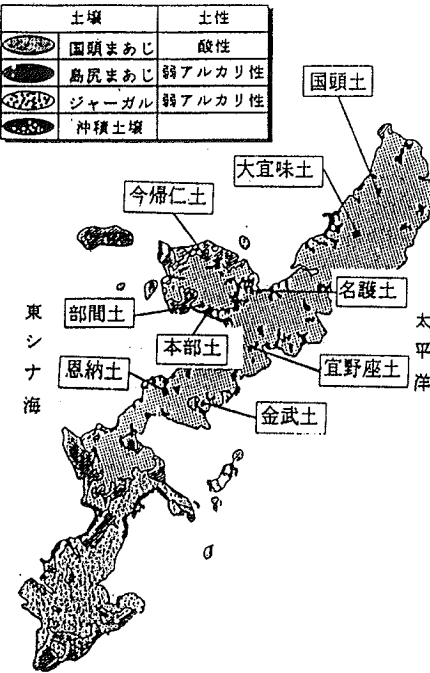 土壌 土性
国頭まあじ 酸性
島尻まあじ 弱アルカリ性
ジャーガル 弱アルカリ性
沖積土壌
国頭土
大宜味土
今帰仁土
名護土
部間土
本部土
宜野座土
恩納土
金武土
東シナ海
太平洋